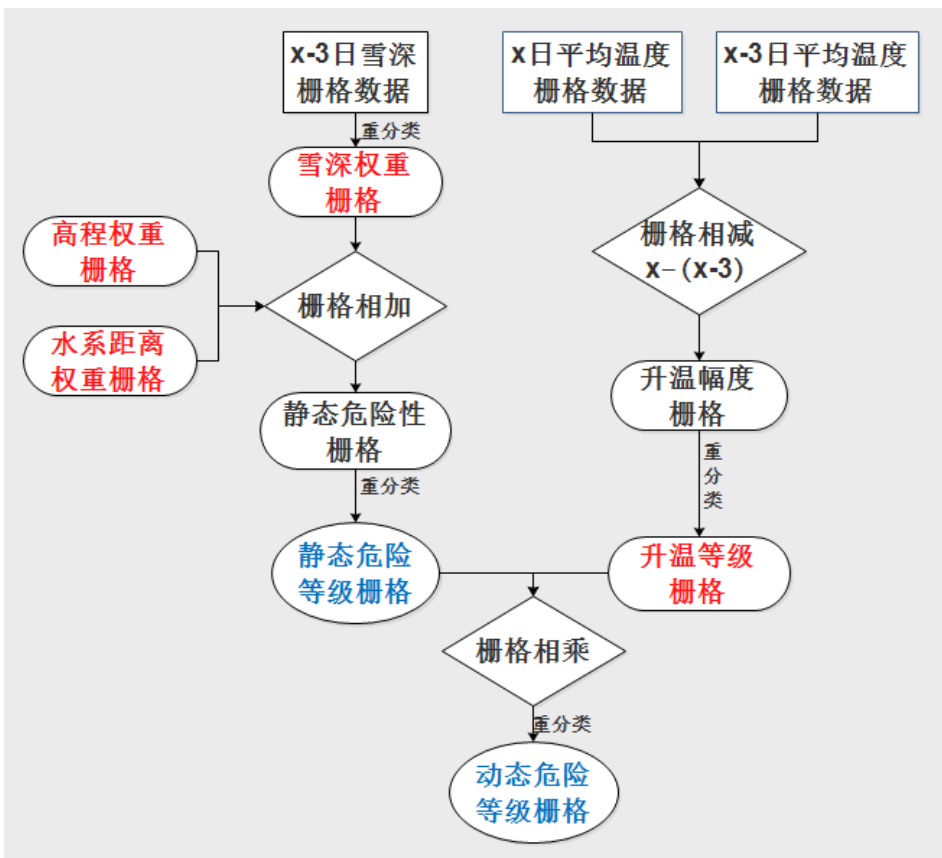 x-3日雪深
栅格数据
x日平均温度
栅格数据
x-3日平均温度
栅格数据
重分类
雪深权重
栅格
高程权重
栅格
水系距离
权重栅格
栅格相加
栅格相减
x-(x-3)
静态危险性
栅格
升温幅度
栅格
重分类
重
分
类
静态危险
等级栅格
升温等级
栅格
栅格相乘
重分类
动态危险
等级栅格